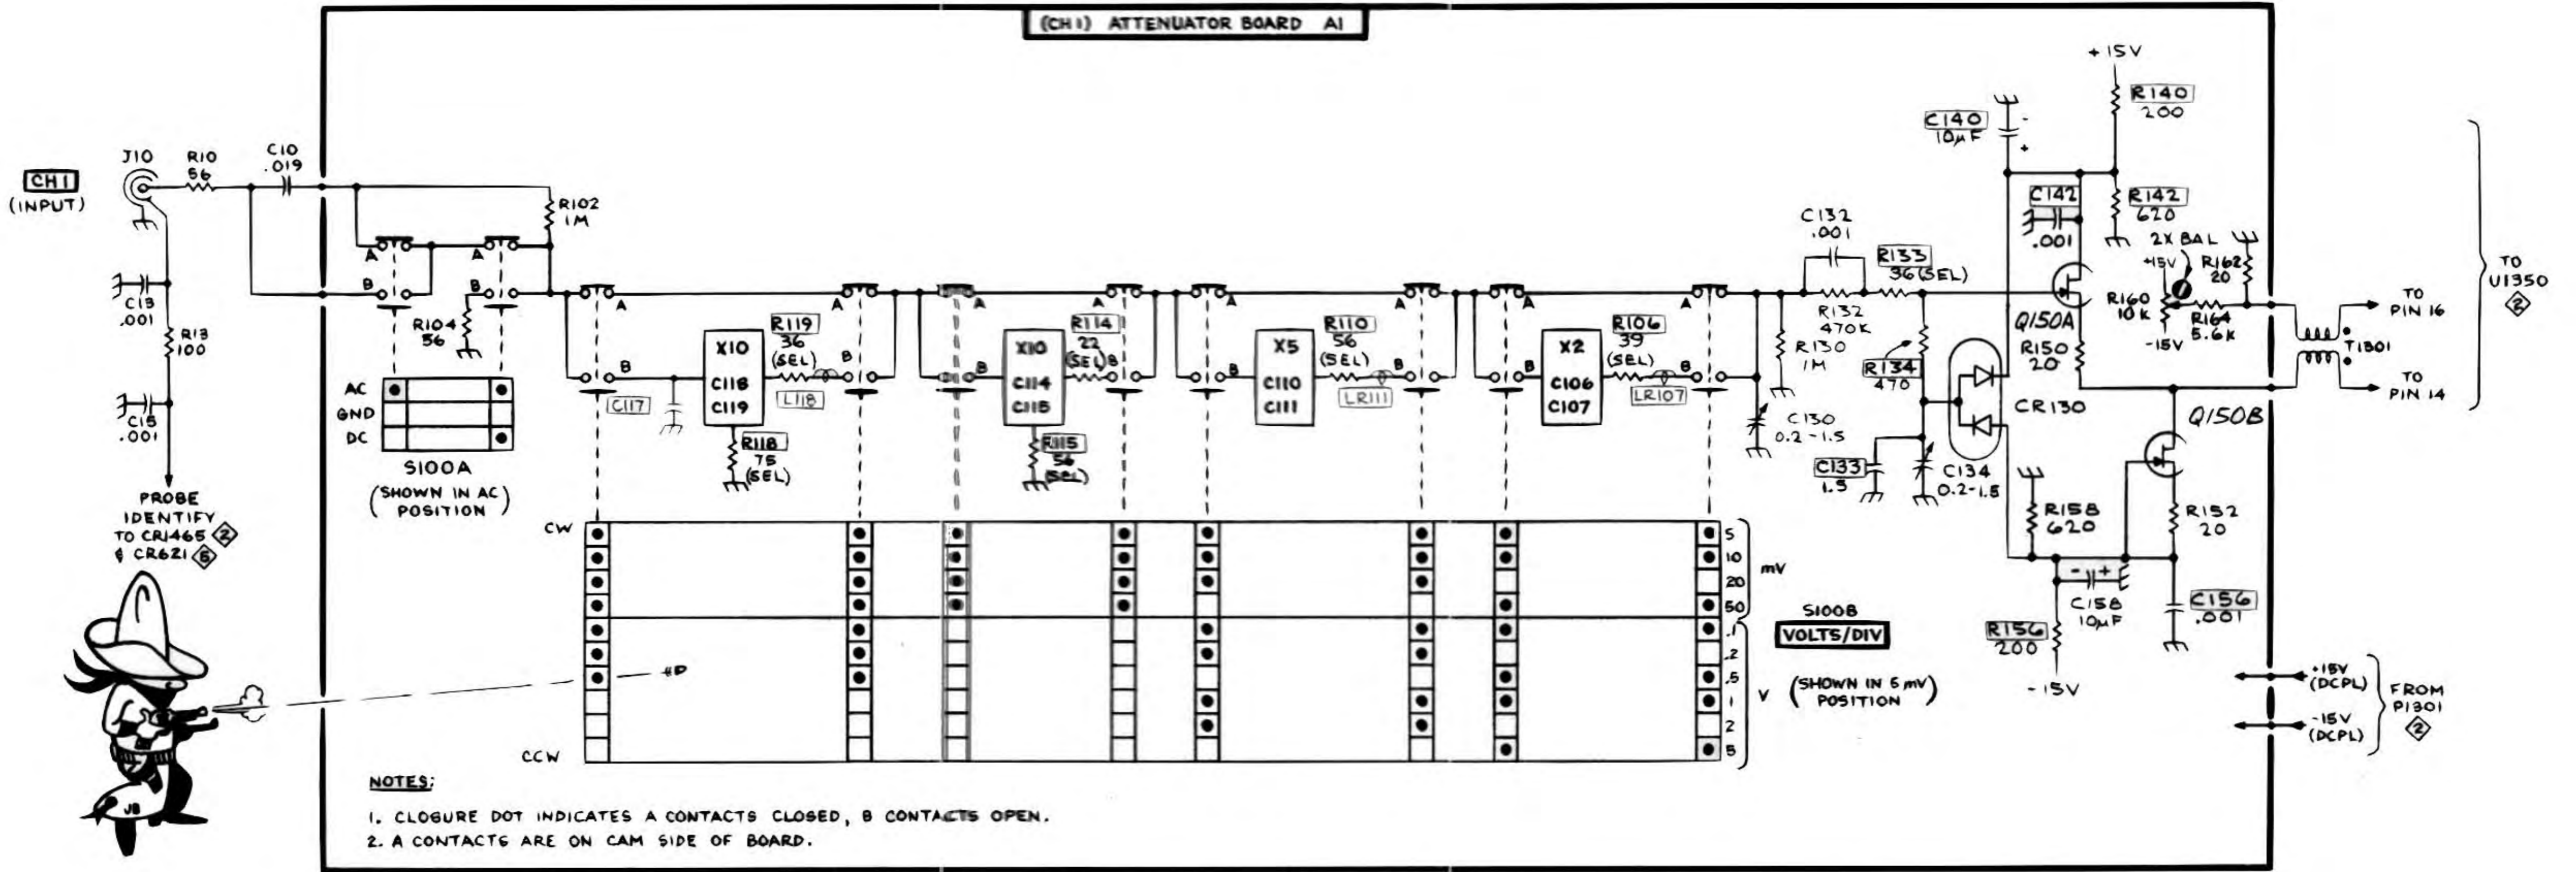 (CH1) ATTENUATOR BOARD A1
CH1
(INPUT)
J10
R10
56
C10
.019
C13
.001
R13
100
C15
.001
PROBE
IDENTIFY
TO CR1465 2
& CR621 5
R102
1M
A
A
B
B
R104
56
AC
GND
DC
S100A
(SHOWN IN AC)
POSITION
A
B
C117
X10
C118
C119
R119
36
(SEL)
L118
R118
75
(SEL)
A
B
A
B
X10
C114
C115
R114
22
(SEL)
R115
56
(SEL)
A
B
A
B
X5
C110
C111
R110
56
(SEL)
LR111
A
B
A
B
X2
C106
C107
R106
39
(SEL)
LR107
A
B
C130
0.2-1.5
R130
1M
C132
.001
R132
470K
R133
36(SEL)
R134
470
C133
1.5
C134
0.2-1.5
CR130
C140
10µF
-
+
+15V
R140
200
C142
.001
R142
620
2X BAL
+15V
R160
10K
-15V
R162
20
R164
5.6K
Q150A
R150
20
Q150B
R152
20
R158
620
- +
C158
10µF
R156
200
-15V
C156
.001
T1301
TO
PIN 16
TO
PIN 14
TO
U1350
2
+15V
(DCPL)
-15V
(DCPL)
FROM
P1301
2
CW
CCW
5
10
20
50
mV
.1
.2
.5
1
2
5
V
S100B
VOLTS/DIV
(SHOWN IN 5 mV)
POSITION
JB
NOTES:
1. CLOSURE DOT INDICATES A CONTACTS CLOSED, B CONTACTS OPEN.
2. A CONTACTS ARE ON CAM SIDE OF BOARD.